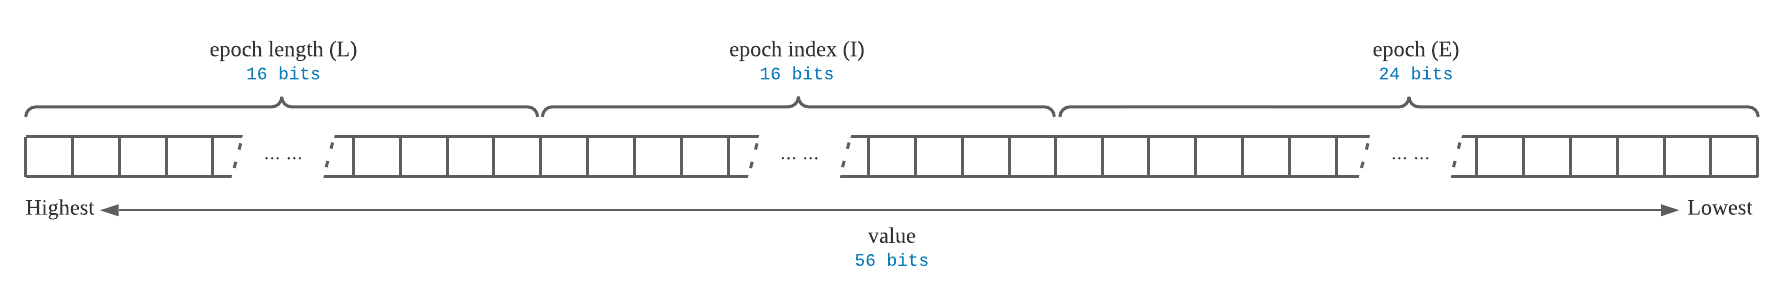 epoch length (L)
16 bits
epoch index (I)
16 bits
epoch (E)
24 bits
... ...
... ...
... ...
Highest
Lowest
value
56 bits